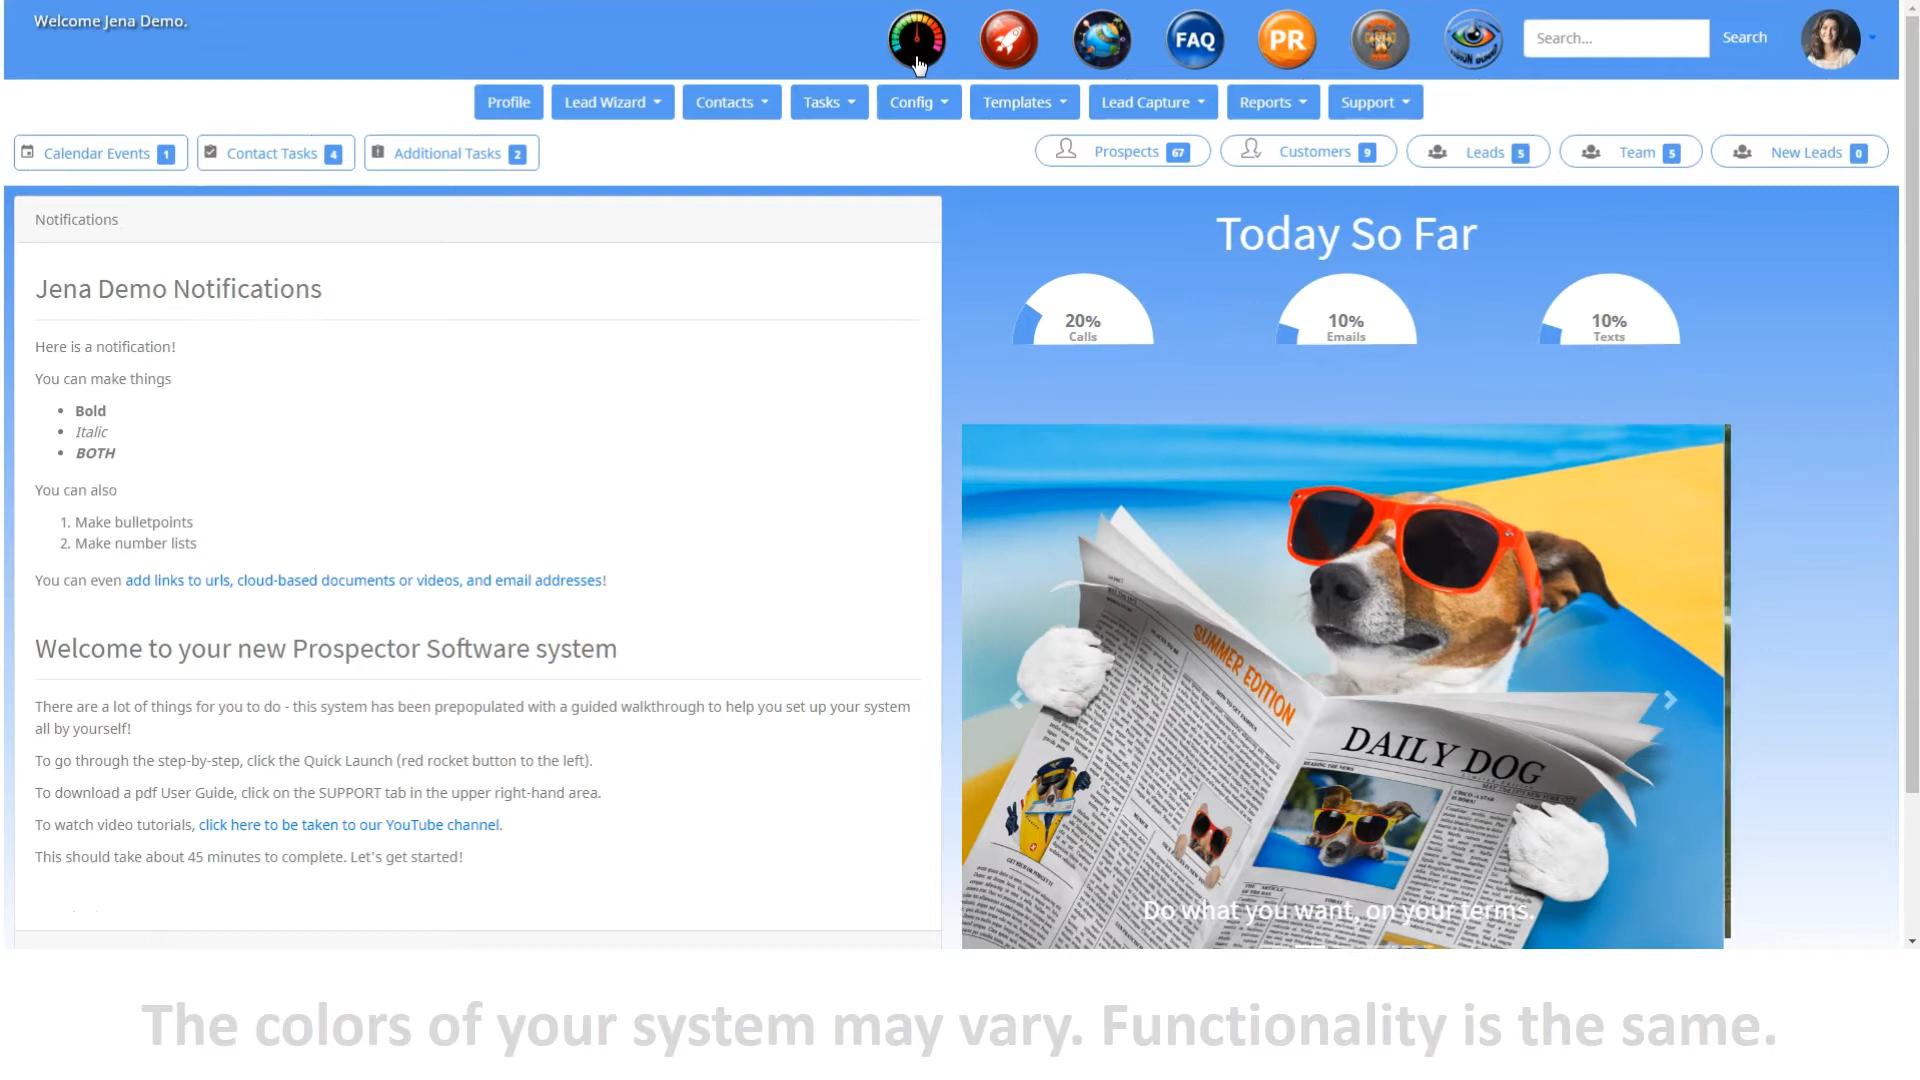 Welcome Jena Demo.
FAQ
PR
Search...
Search
Profile
Lead Wizard
Contacts
Tasks
Config
Templates
Lead Capture
Reports
Support
Calendar Events 1
Contact Tasks 4
Additional Tasks 2
Prospects 67
Customers 9
Leads 5
Team 5
New Leads 0
Notifications
Jena Demo Notifications
Here is a notification!
You can make things
• Bold
• Italic
• BOTH
You can also
1. Make bulletpoints
2. Make number lists
You can even add links to urls, cloud-based documents or videos, and email addresses!
Welcome to your new Prospector Software system
There are a lot of things for you to do - this system has been prepopulated with a guided walkthrough to help you set up your system
all by yourself!
To go through the step-by-step, click the Quick Launch (red rocket button to the left).
To download a pdf User Guide, click on the SUPPORT tab in the upper right-hand area.
To watch video tutorials, click here to be taken to our YouTube channel.
This should take about 45 minutes to complete. Let's get started!
Today So Far
20%
Calls
10%
Emails
10%
Texts
SUMMER EDITION
DAILY DOG
READING THE NEWS
Do what you want, on your terms.
The colors of your system may vary. Functionality is the same.